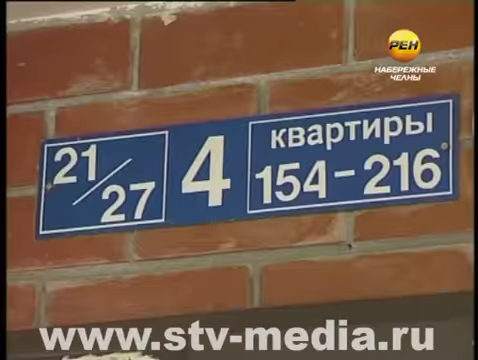 РЕН
НАБЕРЕЖНЫЕ
ЧЕЛНЫ
21/27 4 квартиры
154-216
www.stv-media.ru